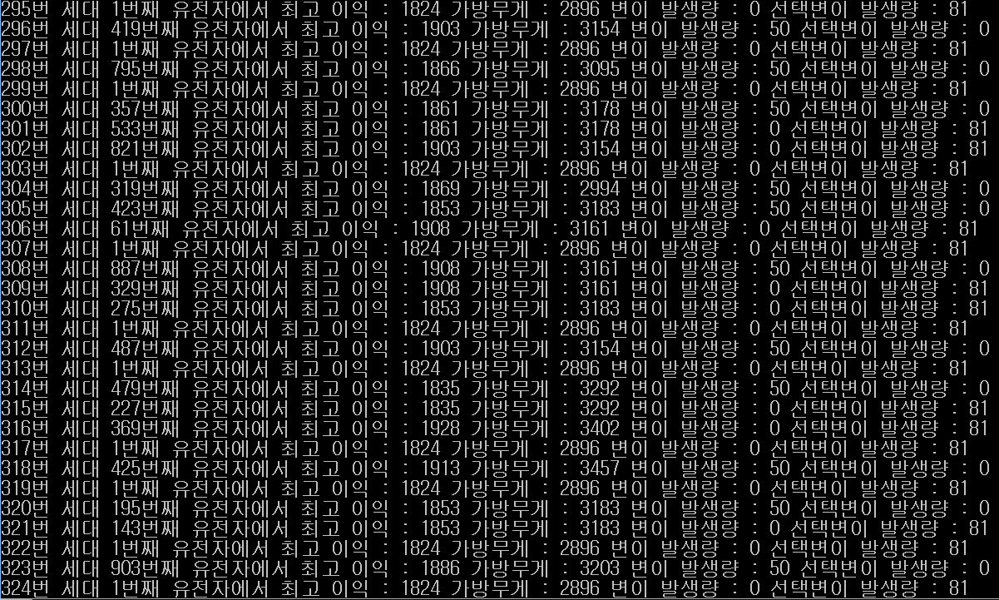 295번 세대 1번째 유전자에서 최고 이익 : 1824 가방무게 : 2896 변이 발생량 : 0 선택변이 발생량 : 81
296번 세대 419번째 유전자에서 최고 이익 : 1903 가방무게 : 3154 변이 발생량 : 50 선택변이 발생량 : 0
297번 세대 1번째 유전자에서 최고 이익 : 1824 가방무게 : 2896 변이 발생량 : 0 선택변이 발생량 : 81
298번 세대 795번째 유전자에서 최고 이익 : 1866 가방무게 : 3095 변이 발생량 : 50 선택변이 발생량 : 0
299번 세대 1번째 유전자에서 최고 이익 : 1824 가방무게 : 2896 변이 발생량 : 0 선택변이 발생량 : 81
300번 세대 357번째 유전자에서 최고 이익 : 1861 가방무게 : 3178 변이 발생량 : 50 선택변이 발생량 : 0
301번 세대 533번째 유전자에서 최고 이익 : 1861 가방무게 : 3178 변이 발생량 : 0 선택변이 발생량 : 81
302번 세대 821번째 유전자에서 최고 이익 : 1903 가방무게 : 3154 변이 발생량 : 0 선택변이 발생량 : 81
303번 세대 1번째 유전자에서 최고 이익 : 1824 가방무게 : 2896 변이 발생량 : 0 선택변이 발생량 : 81
304번 세대 319번째 유전자에서 최고 이익 : 1869 가방무게 : 2994 변이 발생량 : 50 선택변이 발생량 : 0
305번 세대 423번째 유전자에서 최고 이익 : 1853 가방무게 : 3183 변이 발생량 : 50 선택변이 발생량 : 0
306번 세대 61번째 유전자에서 최고 이익 : 1908 가방무게 : 3161 변이 발생량 : 0 선택변이 발생량 : 81
307번 세대 1번째 유전자에서 최고 이익 : 1824 가방무게 : 2896 변이 발생량 : 0 선택변이 발생량 : 81
308번 세대 887번째 유전자에서 최고 이익 : 1908 가방무게 : 3161 변이 발생량 : 50 선택변이 발생량 : 0
309번 세대 329번째 유전자에서 최고 이익 : 1908 가방무게 : 3161 변이 발생량 : 0 선택변이 발생량 : 81
310번 세대 275번째 유전자에서 최고 이익 : 1853 가방무게 : 3183 변이 발생량 : 0 선택변이 발생량 : 81
311번 세대 1번째 유전자에서 최고 이익 : 1824 가방무게 : 2896 변이 발생량 : 0 선택변이 발생량 : 81
312번 세대 487번째 유전자에서 최고 이익 : 1903 가방무게 : 3154 변이 발생량 : 50 선택변이 발생량 : 0
313번 세대 1번째 유전자에서 최고 이익 : 1824 가방무게 : 2896 변이 발생량 : 0 선택변이 발생량 : 81
314번 세대 479번째 유전자에서 최고 이익 : 1835 가방무게 : 3292 변이 발생량 : 50 선택변이 발생량 : 0
315번 세대 227번째 유전자에서 최고 이익 : 1835 가방무게 : 3292 변이 발생량 : 0 선택변이 발생량 : 81
316번 세대 369번째 유전자에서 최고 이익 : 1928 가방무게 : 3402 변이 발생량 : 0 선택변이 발생량 : 81
317번 세대 1번째 유전자에서 최고 이익 : 1824 가방무게 : 2896 변이 발생량 : 0 선택변이 발생량 : 81
318번 세대 425번째 유전자에서 최고 이익 : 1913 가방무게 : 3457 변이 발생량 : 50 선택변이 발생량 : 0
319번 세대 1번째 유전자에서 최고 이익 : 1824 가방무게 : 2896 변이 발생량 : 0 선택변이 발생량 : 81
320번 세대 195번째 유전자에서 최고 이익 : 1853 가방무게 : 3183 변이 발생량 : 50 선택변이 발생량 : 0
321번 세대 143번째 유전자에서 최고 이익 : 1853 가방무게 : 3183 변이 발생량 : 0 선택변이 발생량 : 81
322번 세대 1번째 유전자에서 최고 이익 : 1824 가방무게 : 2896 변이 발생량 : 0 선택변이 발생량 : 81
323번 세대 903번째 유전자에서 최고 이익 : 1886 가방무게 : 3203 변이 발생량 : 50 선택변이 발생량 : 0
324번 세대 1번째 유전자에서 최고 이익 : 1824 가방무게 : 2896 변이 발생량 : 0 선택변이 발생량 : 81